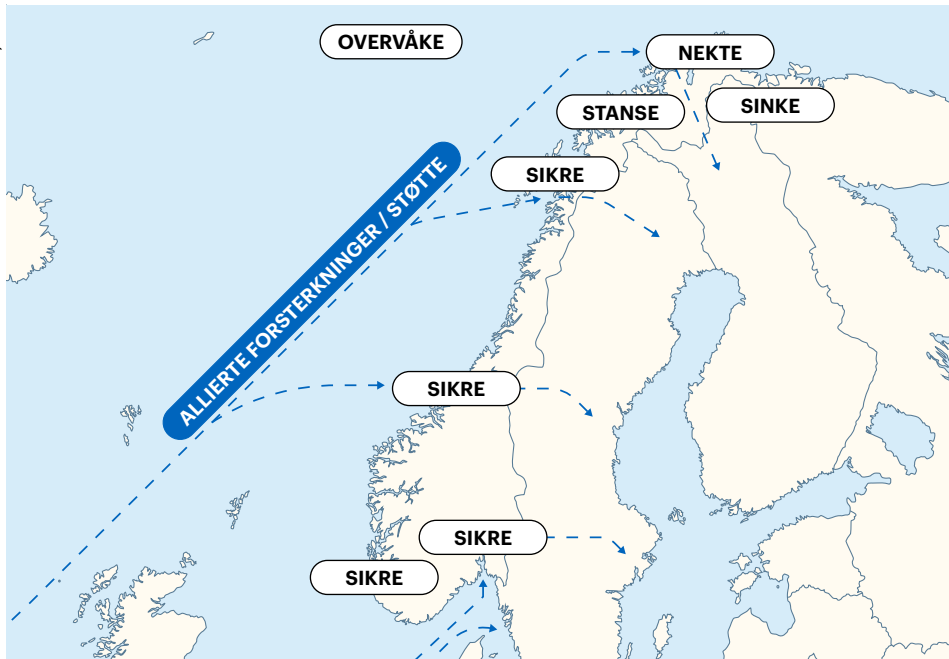 OVERVÅKE
NEKTE
STANSE
SINKE
SIKRE
ALLIERTE FORSTERKNINGER / STØTTE
SIKRE
SIKRE
SIKRE